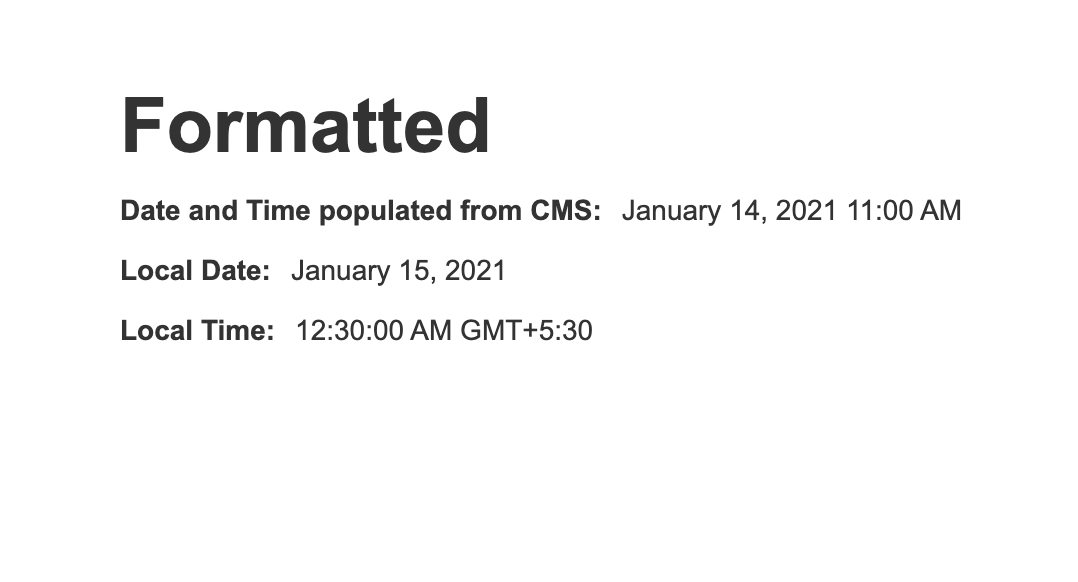 Formatted
Date and Time populated from CMS: January 14, 2021 11:00 AM
Local Date: January 15, 2021
Local Time: 12:30:00 AM GMT+5:30